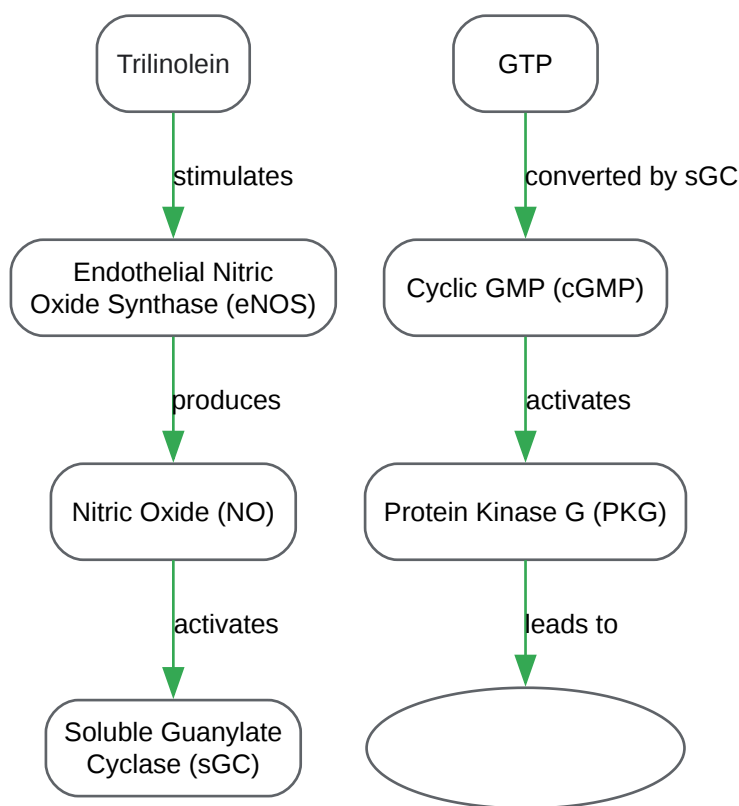 Trilinolein
stimulates
Endothelial Nitric
Oxide Synthase (eNOS)
produces
Nitric Oxide (NO)
activates
Soluble Guanylate
Cyclase (sGC)
GTP
converted by sGC
Cyclic GMP (cGMP)
activates
Protein Kinase G (PKG)
leads to